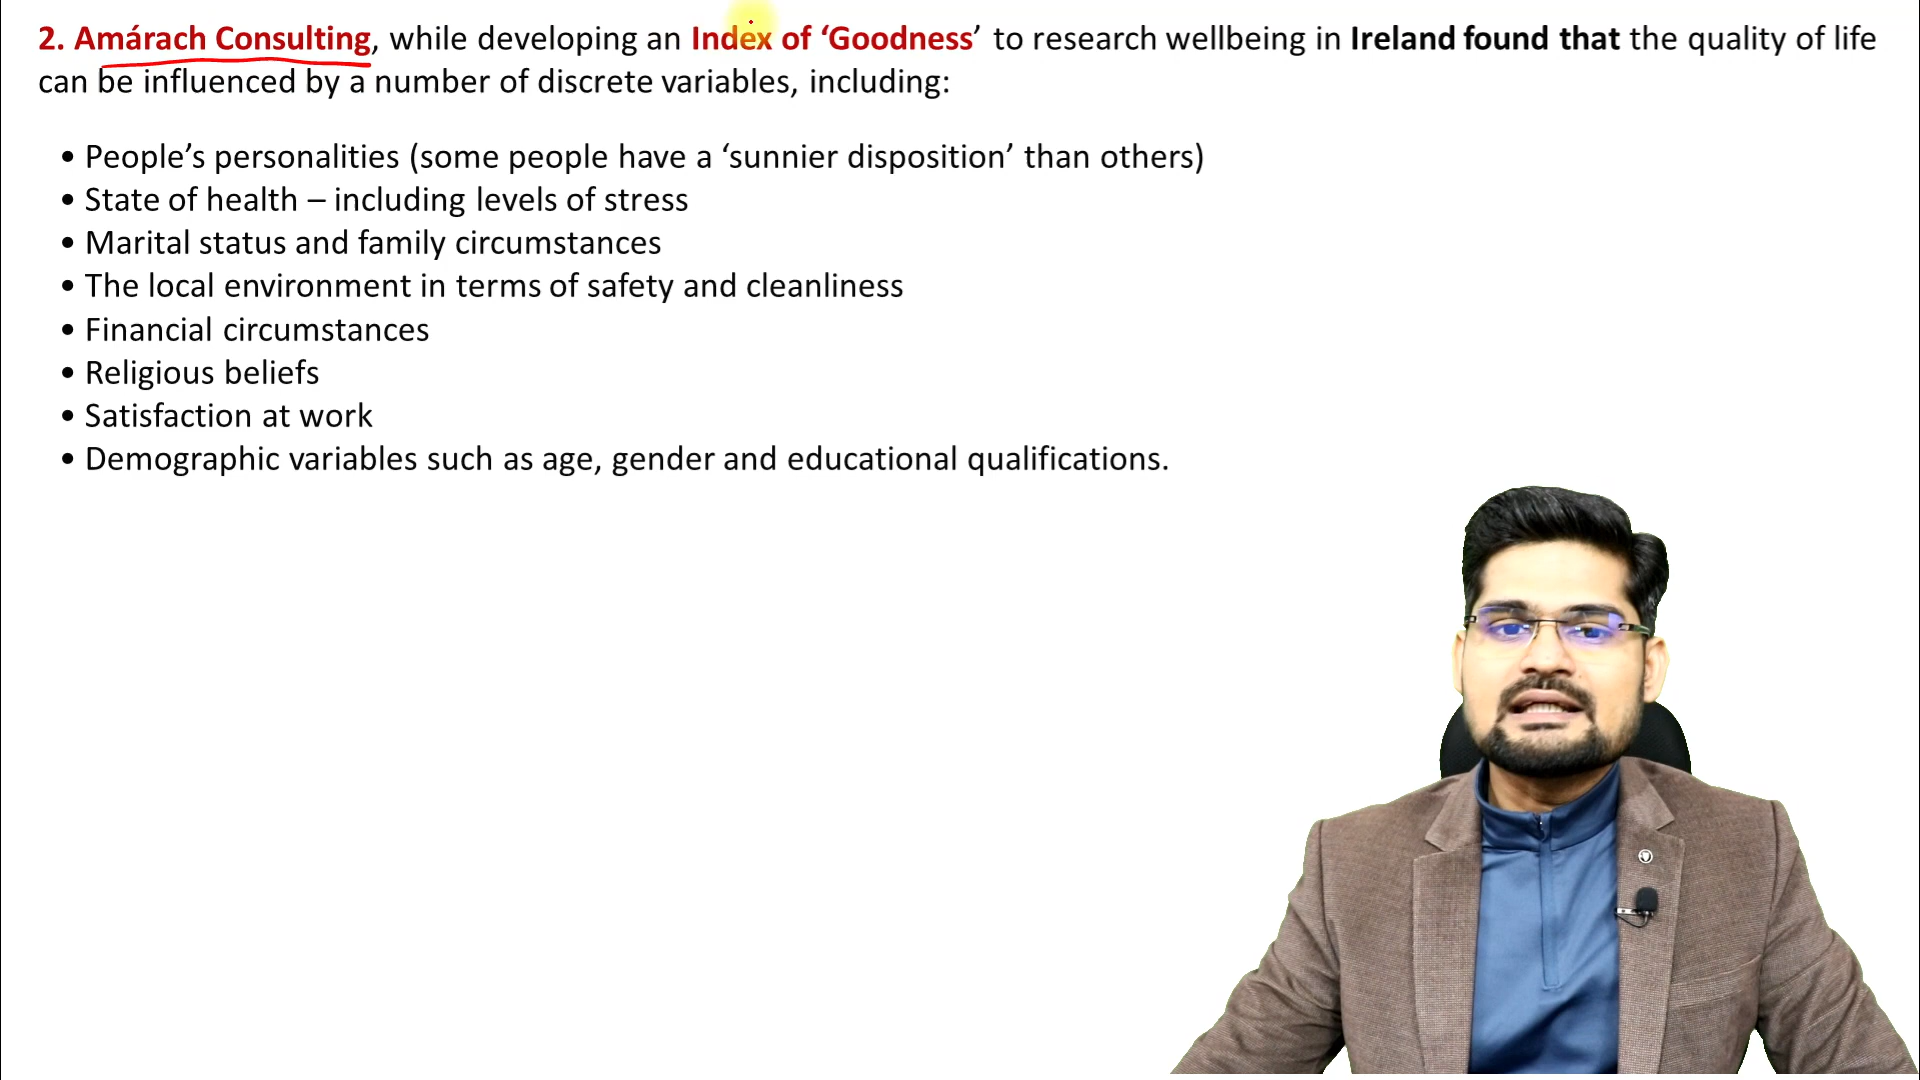 2. Amárach Consulting, while developing an Index of ‘Goodness’ to research wellbeing in Ireland found that the quality of life
can be influenced by a number of discrete variables, including:
• People’s personalities (some people have a ‘sunnier disposition’ than others)
• State of health – including levels of stress
• Marital status and family circumstances
• The local environment in terms of safety and cleanliness
• Financial circumstances
• Religious beliefs
• Satisfaction at work
• Demographic variables such as age, gender and educational qualifications.